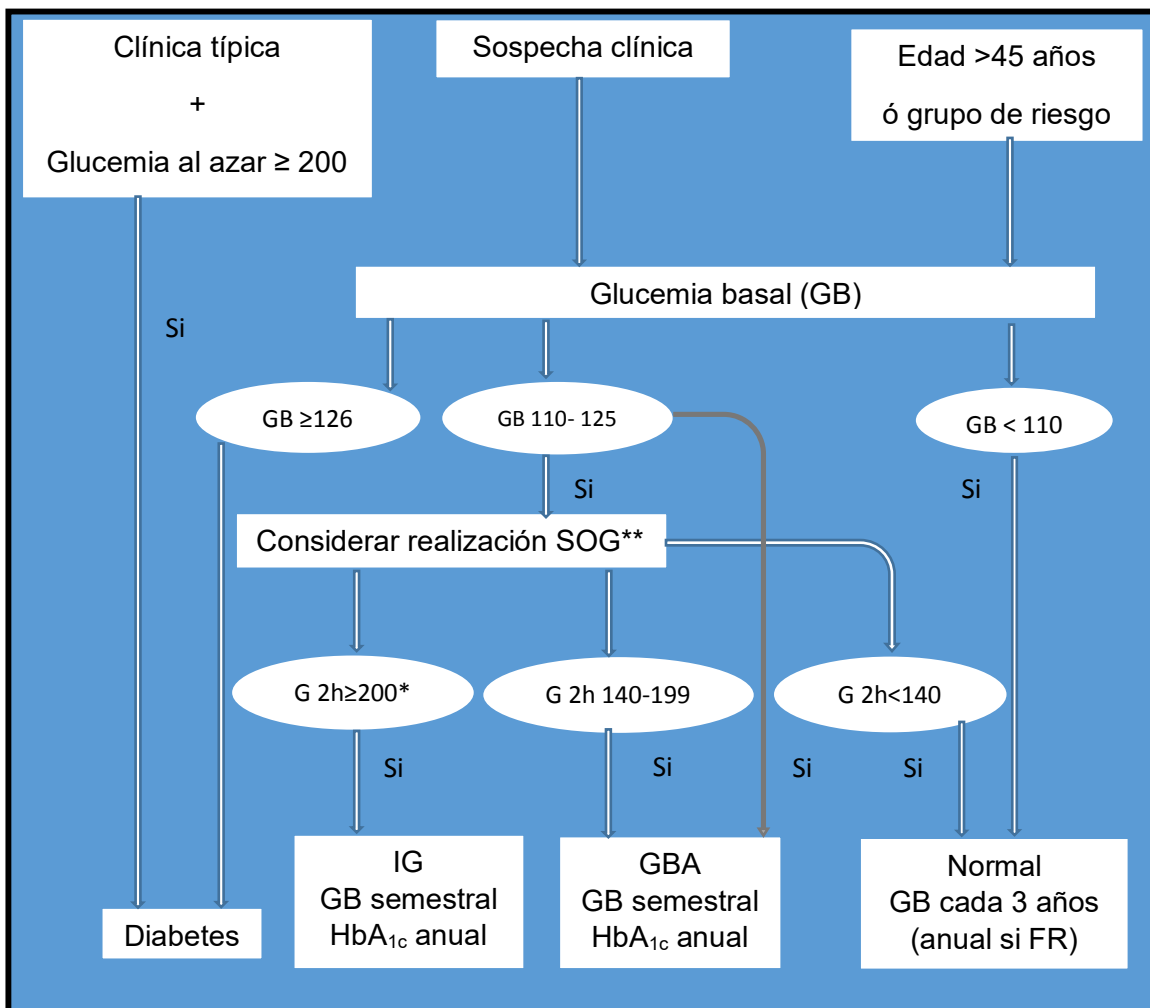 Clínica típica
+
Glucemia al azar ≥ 200
Sospecha clínica
Edad >45 años
ó grupo de riesgo
Glucemia basal (GB)
Si
GB ≥126
GB 110- 125
GB < 110
Si
Si
Considerar realización SOG**
G 2h≥200*
G 2h 140-199
G 2h<140
Si
Si
Si
Si
Diabetes
IG
GB semestral
HbA1c anual
GBA
GB semestral
HbA1c anual
Normal
GB cada 3 años
(anual si FR)